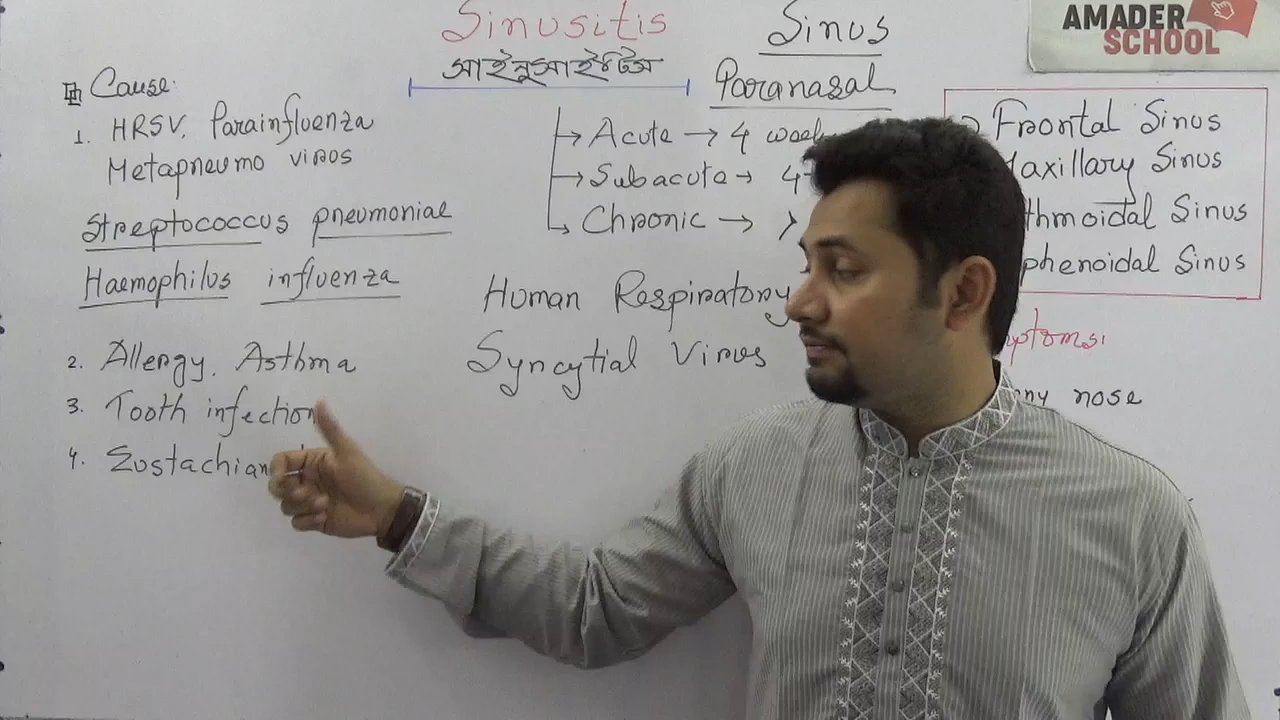 Sinusitis
সাইনুসাইটিস
Sinus
Paranasal
AMADER
SCHOOL
Cause:
1. HRSV, Parainfluenza
Metapneumo virus
Streptococcus pneumoniae
Haemophilus influenza
2. Allergy, Asthma
3. Tooth infection
4. Eustachian
→ Acute → 4
→ Subacute → 4-
→ Chronic → >
Human Respiratory
Syncytial Virus
Frontal Sinus
axillary Sinus
thmoidal Sinus
phenoidal Sinus
ptoms:
ny nose